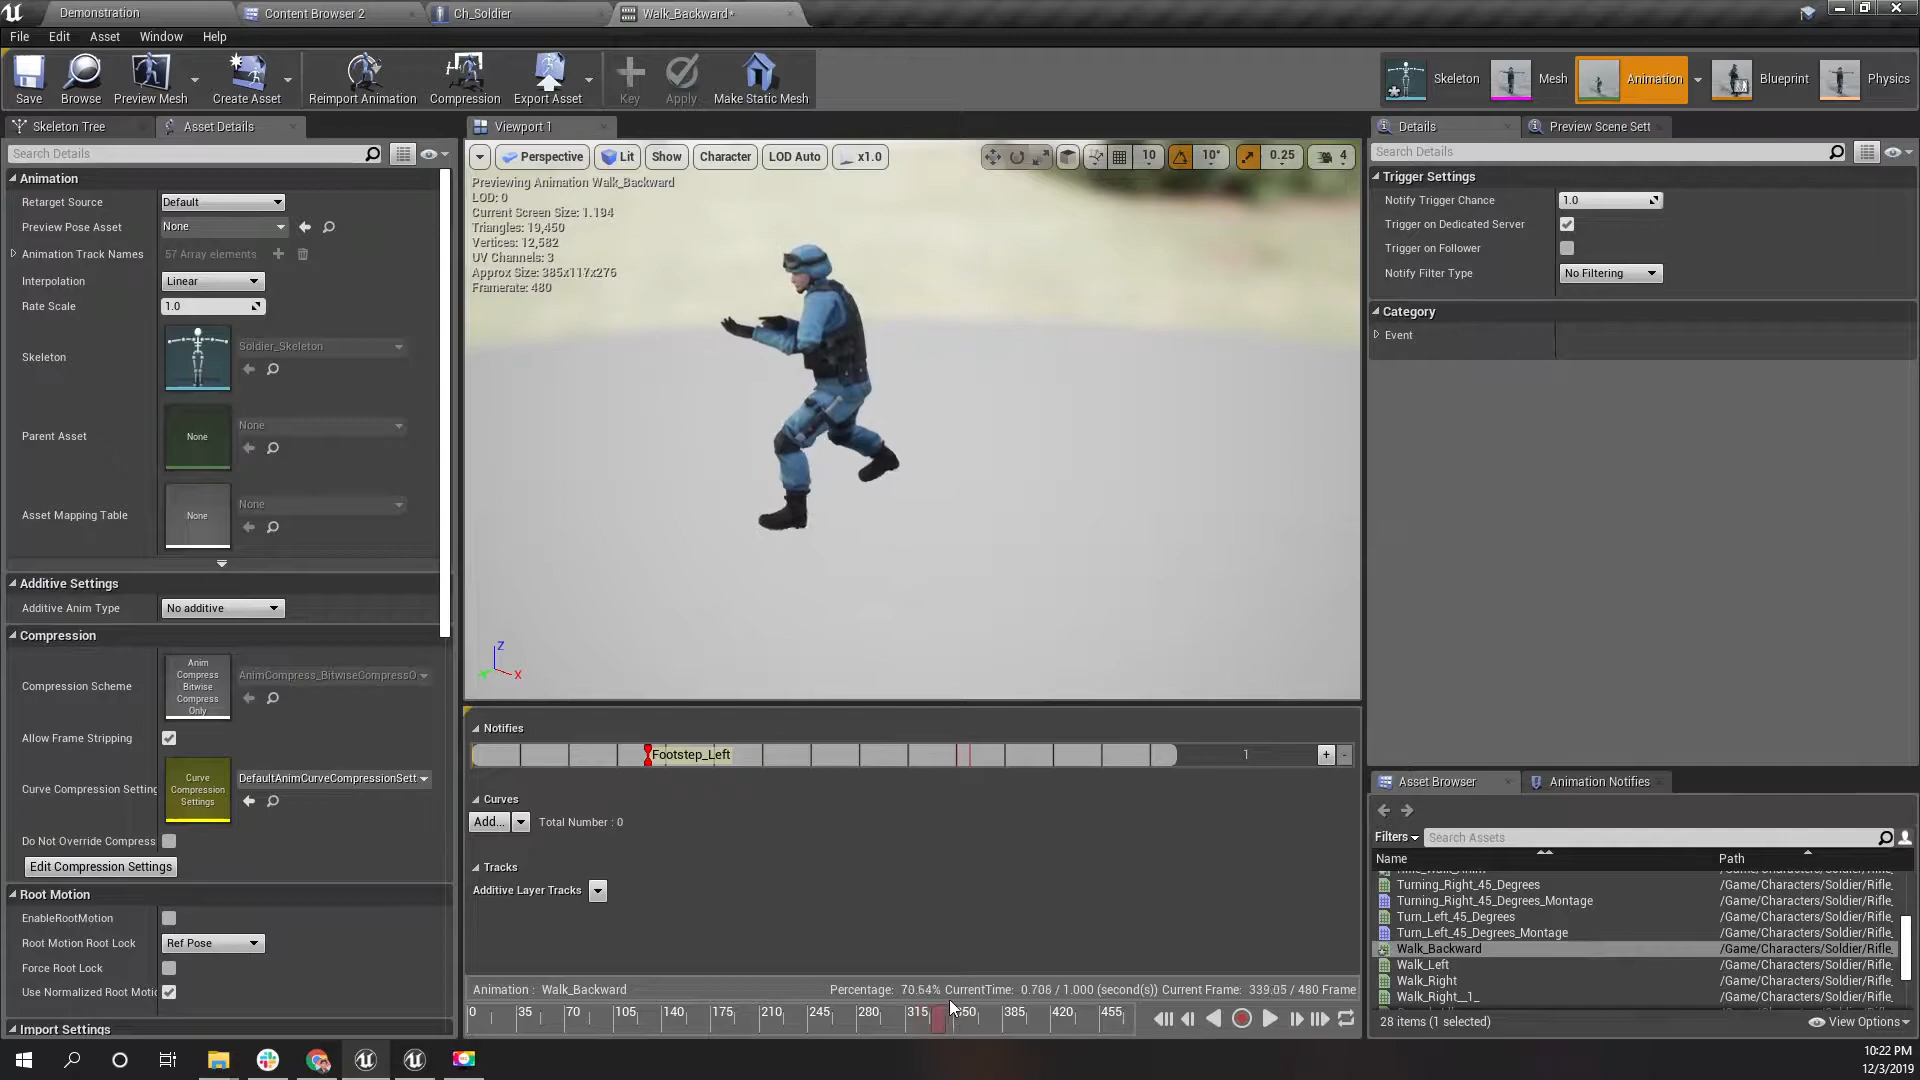 Demonstration
Content Browser 2
Ch_Soldier
Walk_Backward*
File Edit Asset Window Help
Save Browse Preview Mesh Create Asset Reimport Animation Compression Export Asset Key Apply Make Static Mesh
Skeleton Mesh Animation Blueprint Physics
Skeleton Tree
Asset Details
Search Details
Animation
Retarget Source Default
Preview Pose Asset None
Animation Track Names 57 Array elements
Interpolation Linear
Rate Scale 1.0
Skeleton Soldier_Skeleton
Parent Asset None None
Asset Mapping Table None None
Additive Settings
Additive Anim Type No additive
Compression
Compression Scheme
Anim
Compress
Bitwise
Compress
Only
AnimCompress_BitwiseCompressO
Allow Frame Stripping
Curve Compression Setting
Curve
Compression
Settings
DefaultAnimCurveCompressionSett
Do Not Override Compress
Edit Compression Settings
Root Motion
EnableRootMotion
Root Motion Root Lock Ref Pose
Force Root Lock
Use Normalized Root Motio
Import Settings
Viewport 1
Perspective Lit Show Character LOD Auto x1.0
10 10° 0.25 4
Previewing Animation Walk_Backward
LOD: 0
Current Screen Size: 1.194
Triangles: 19,450
Vertices: 12,582
UV Channels: 3
Approx Size: 385x117x276
Framerate: 480
Z
X
Notifies
Footstep_Left
1
+ -
Curves
Add... Total Number : 0
Tracks
Additive Layer Tracks
Animation : Walk_Backward Percentage: 70.64% CurrentTime: 0.706 / 1.000 (second(s)) Current Frame: 339.05 / 480 Frame
0 35 70 105 140 175 210 245 280 315 385 420 455
Details
Preview Scene Sett
Search Details
Trigger Settings
Notify Trigger Chance 1.0
Trigger on Dedicated Server
Trigger on Follower
Notify Filter Type No Filtering
Category
Event
Asset Browser
Animation Notifies
Filters Search Assets
Name Path
Turning_Right_45_Degrees /Game/Characters/Soldier/Rifle_
Turning_Right_45_Degrees_Montage /Game/Characters/Soldier/Rifle_
Turn_Left_45_Degrees /Game/Characters/Soldier/Rifle_
Turn_Left_45_Degrees_Montage /Game/Characters/Soldier/Rifle_
Walk_Backward /Game/Characters/Soldier/Rifle_
Walk_Left /Game/Characters/Soldier/Rifle_
Walk_Right /Game/Characters/Soldier/Rifle_
Walk_Right__1_ /Game/Characters/Soldier/Rifle_
28 items (1 selected) View Options
10:22 PM
12/3/2019